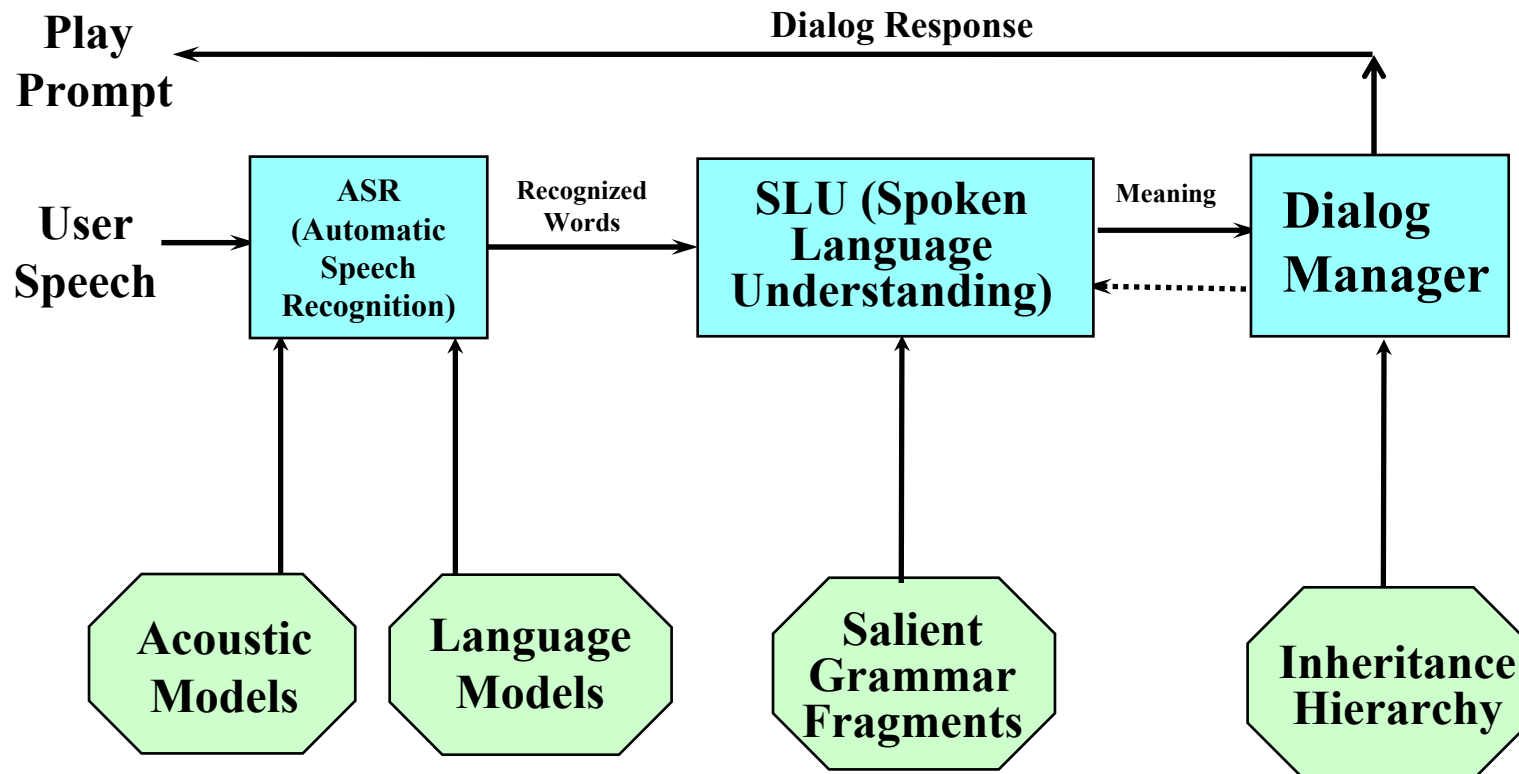 Play
Prompt
Dialog Response
User
Speech
ASR
(Automatic
Speech
Recognition)
Recognized
Words
SLU (Spoken
Language
Understanding)
Meaning
Dialog
Manager
Acoustic
Models
Language
Models
Salient
Grammar
Fragments
Inheritance
Hierarchy